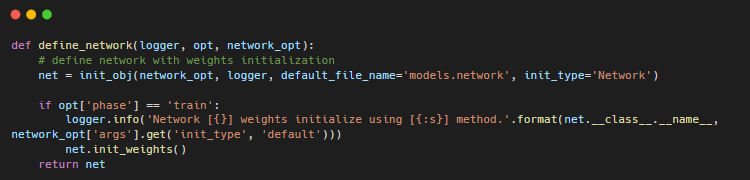 def define_network(logger, opt, network_opt):
    # define network with weights initialization
    net = init_obj(network_opt, logger, default_file_name='models.network', init_type='Network')

    if opt['phase'] == 'train':
        logger.info('Network [{}] weights initialize using [{:s}] method.'.format(net.__class__.__name__,
network_opt['args'].get('init_type', 'default')))
        net.init_weights()
    return net